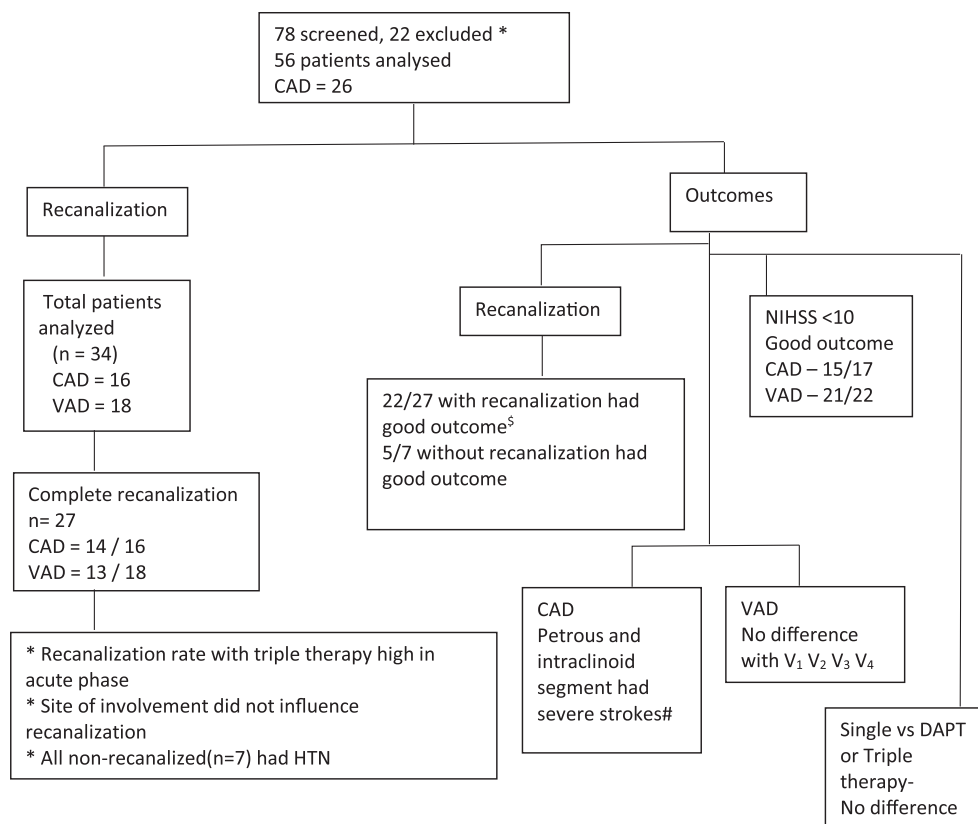 78 screened, 22 excluded *
56 patients analysed
CAD = 26
Recanalization
Total patients
analyzed
(n = 34)
CAD = 16
VAD = 18
Complete recanalization
n= 27
CAD = 14 / 16
VAD = 13 / 18
* Recanalization rate with triple therapy high in
acute phase
* Site of involvement did not influence
recanalization
* All non-recanalized(n=7) had HTN
Outcomes
Recanalization
22/27 with recanalization had
good outcome$
5/7 without recanalization had
good outcome
NIHSS <10
Good outcome
CAD – 15/17
VAD – 21/22
CAD
Petrous and
intraclinoid
segment had
severe strokes#
VAD
No difference
with V₁ V₂ V₃ V₄
Single vs DAPT
or Triple
therapy-
No difference